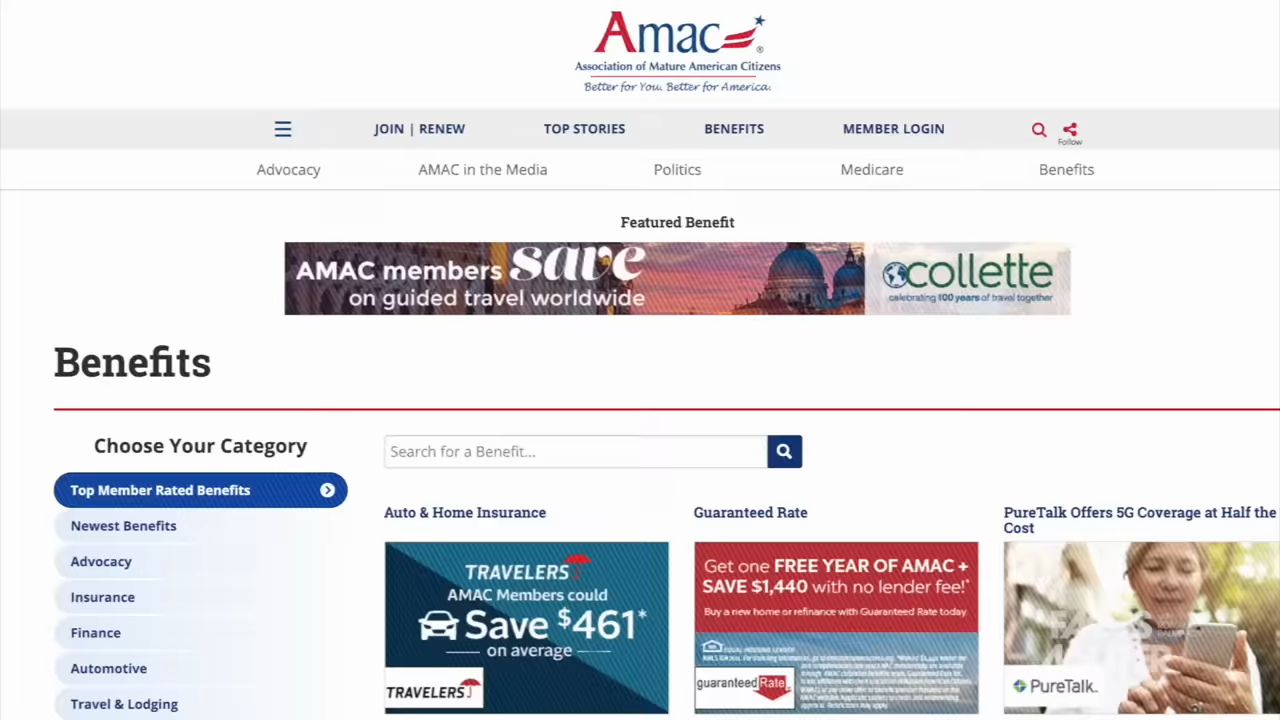 Amac
Association of Mature American Citizens
Better for You. Better for America.
JOIN | RENEW
TOP STORIES
BENEFITS
MEMBER LOGIN
Follow
Advocacy
AMAC in the Media
Politics
Medicare
Benefits
Featured Benefit
AMAC members save
on guided travel worldwide
collette
celebrating 100 years of travel together
Benefits
Choose Your Category
Search for a Benefit...
Top Member Rated Benefits
Newest Benefits
Advocacy
Insurance
Finance
Automotive
Travel & Lodging
Auto & Home Insurance
TRAVELERS
AMAC Members could
Save $461*
on average
TRAVELERS
Guaranteed Rate
Get one FREE YEAR OF AMAC +
SAVE $1,440 with no lender fee!*
Buy a new home or refinance with Guaranteed Rate today.
EQUAL HOUSING LENDER
guaranteed Rate
PureTalk Offers 5G Coverage at Half the
Cost
PureTalk.